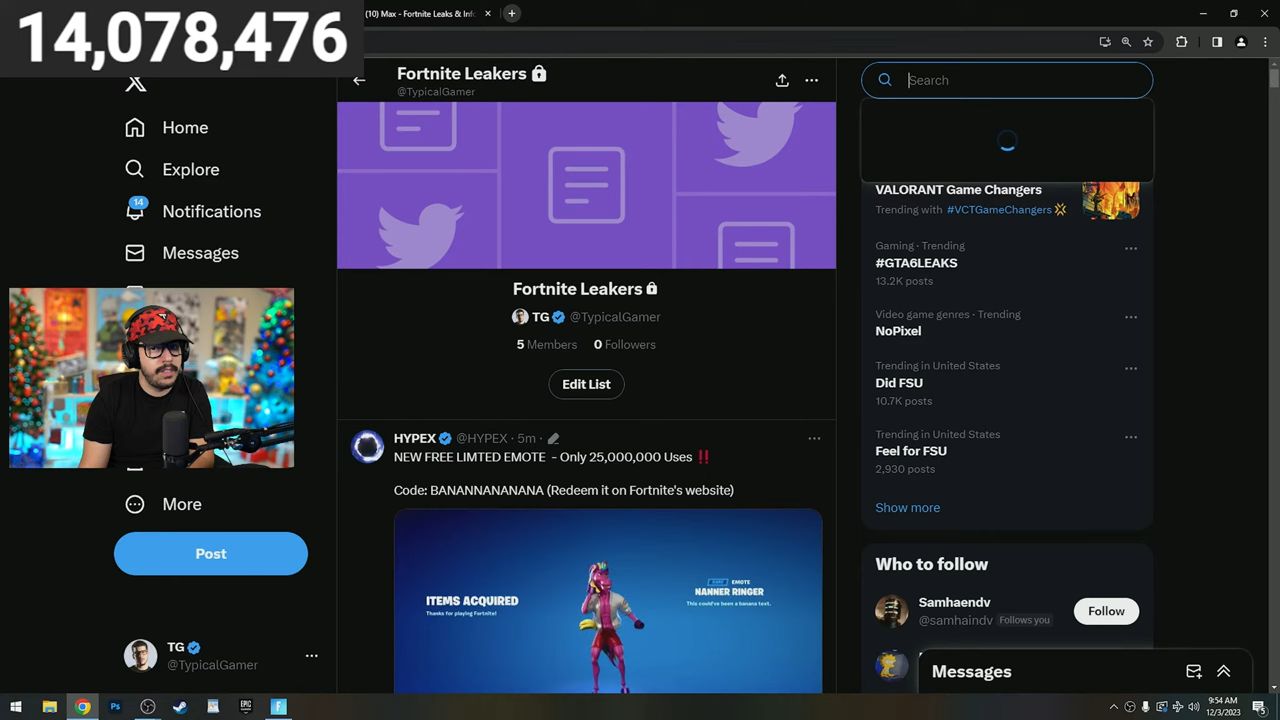 14,078,476
(10) Max - Fortnite Leaks & Inf
Fortnite Leakers
@TypicalGamer
Search
Home
Explore
14
Notifications
Messages
More
Post
TG
@TypicalGamer
Fortnite Leakers
TG @TypicalGamer
5 Members 0 Followers
Edit List
HYPEX @HYPEX · 5m
NEW FREE LIMTED EMOTE - Only 25,000,000 Uses ‼️
Code: BANANNANANANA (Redeem it on Fortnite's website)
ITEMS ACQUIRED
Thanks for playing Fortnite!
EMOTE
NANNER RINGER
This could've been a banana text.
VALORANT Game Changers
Trending with #VCTGameChangers
Gaming · Trending
#GTA6LEAKS
13.2K posts
Video game genres · Trending
NoPixel
Trending in United States
Did FSU
10.7K posts
Trending in United States
Feel for FSU
2,930 posts
Show more
Who to follow
Samhaendv
@samhaindv Follows you
Follow
Messages
EPIC
9:54 AM
12/3/2023